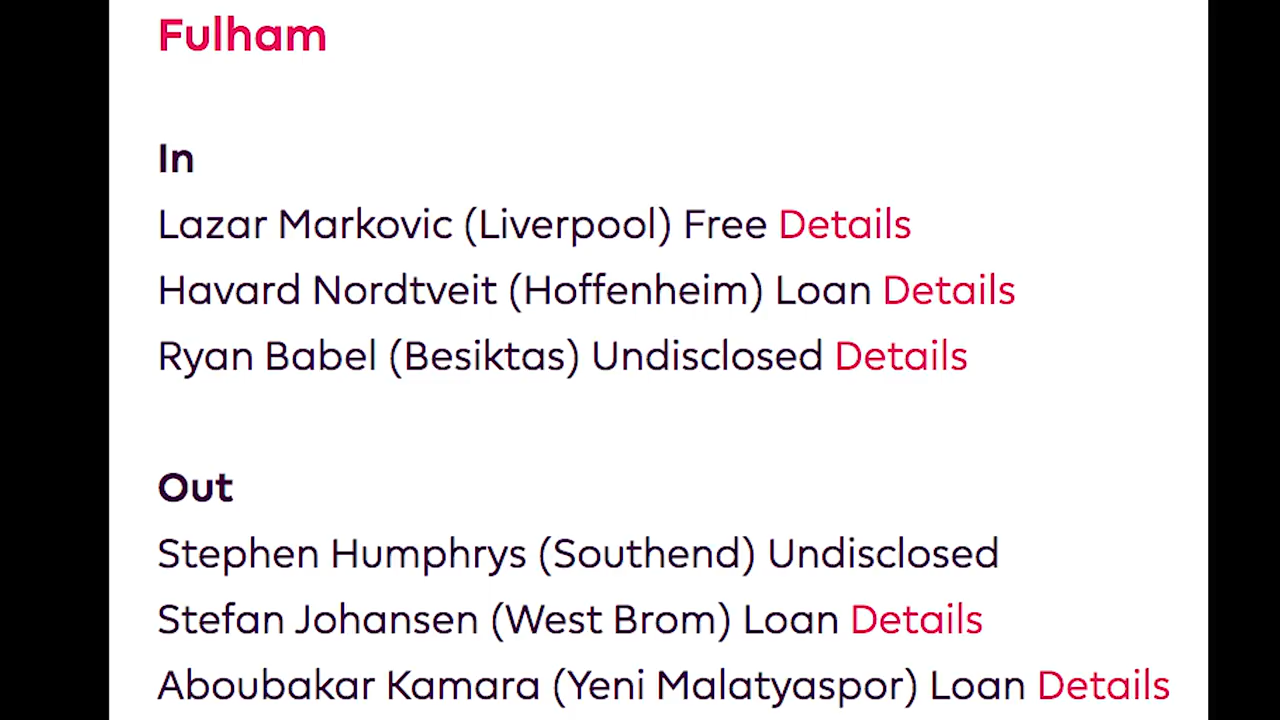 Fulham
In
Lazar Markovic (Liverpool) Free Details
Havard Nordtveit (Hoffenheim) Loan Details
Ryan Babel (Besiktas) Undisclosed Details
Out
Stephen Humphrys (Southend) Undisclosed
Stefan Johansen (West Brom) Loan Details
Aboubakar Kamara (Yeni Malatyaspor) Loan Details